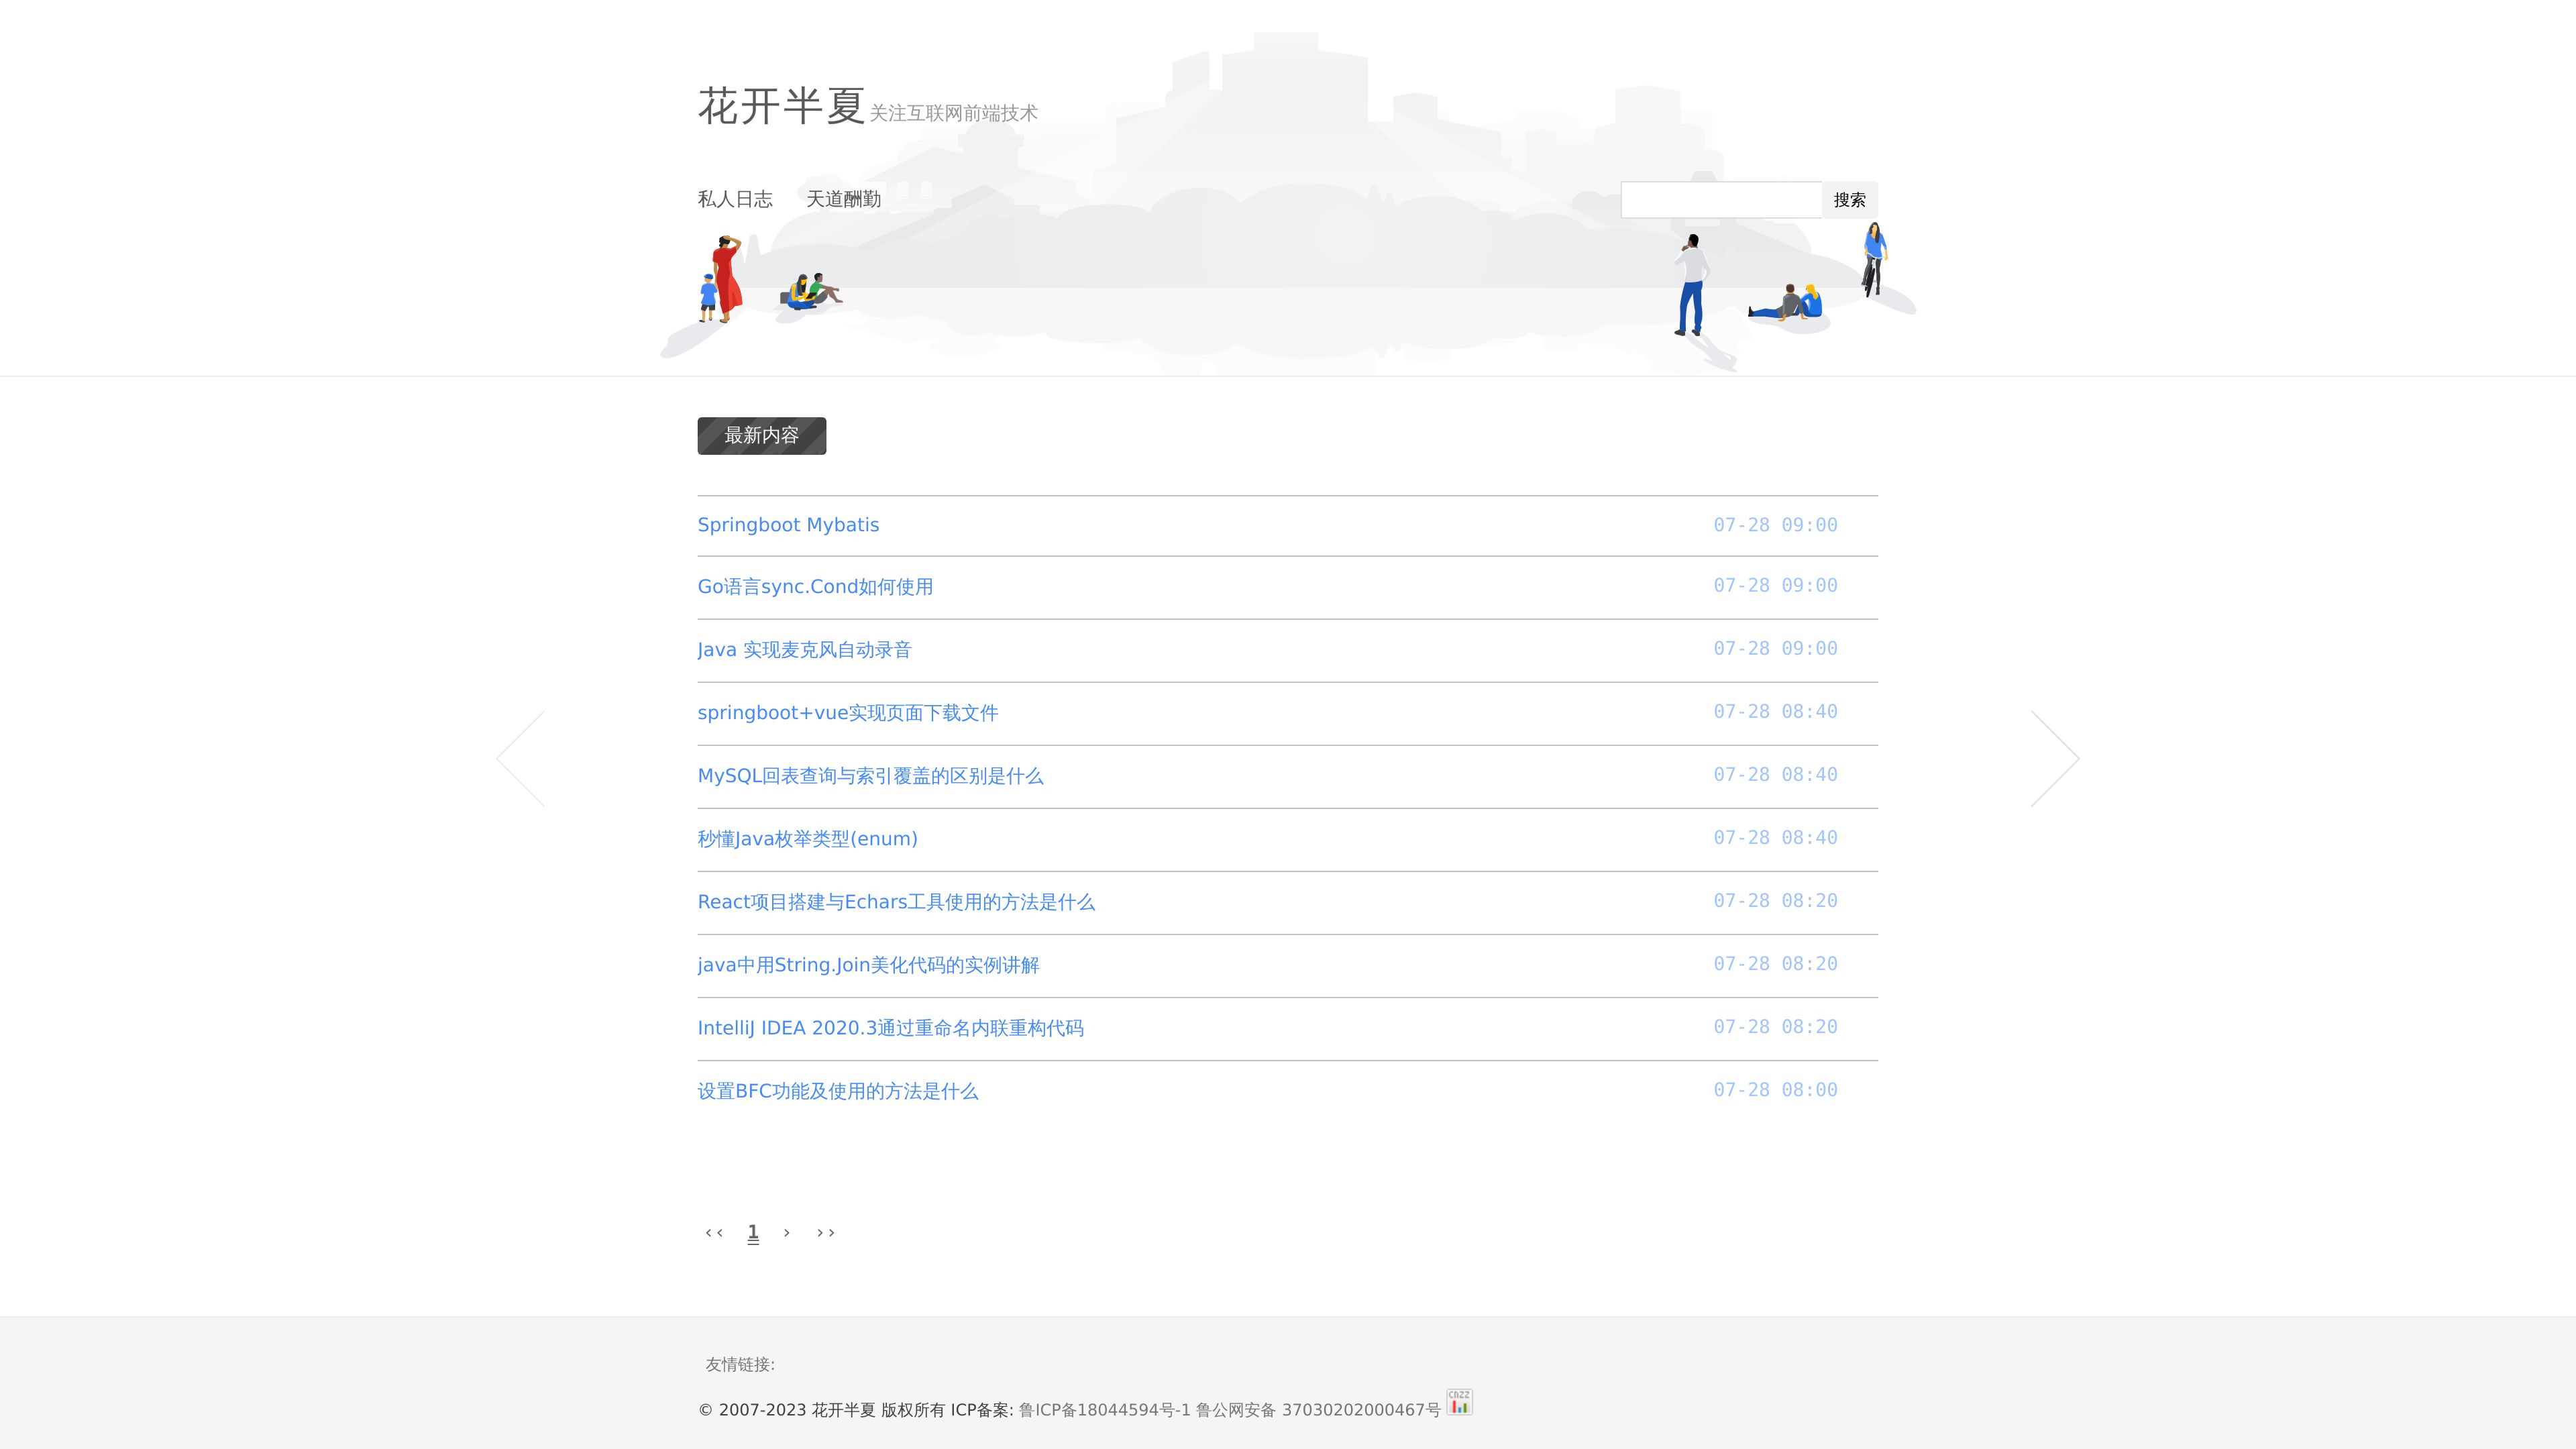 花开半夏 关注互联网前端技术
私人日志 天道酬勤 搜索
最新内容
Springboot Mybatis 07-28 09:00
Go语言sync.Cond如何使用 07-28 09:00
Java 实现麦克风自动录音 07-28 09:00
springboot+vue实现页面下载文件 07-28 08:40
MySQL回表查询与索引覆盖的区别是什么 07-28 08:40
秒懂Java枚举类型(enum) 07-28 08:40
React项目搭建与Echars工具使用的方法是什么 07-28 08:20
java中用String.Join美化代码的实例讲解 07-28 08:20
IntelliJ IDEA 2020.3通过重命名内联重构代码 07-28 08:20
设置BFC功能及使用的方法是什么 07-28 08:00
‹‹ 1 › ››
友情链接:
© 2007-2023 花开半夏 版权所有 ICP备案: 鲁ICP备18044594号-1 鲁公网安备 37030202000467号 CNZZ